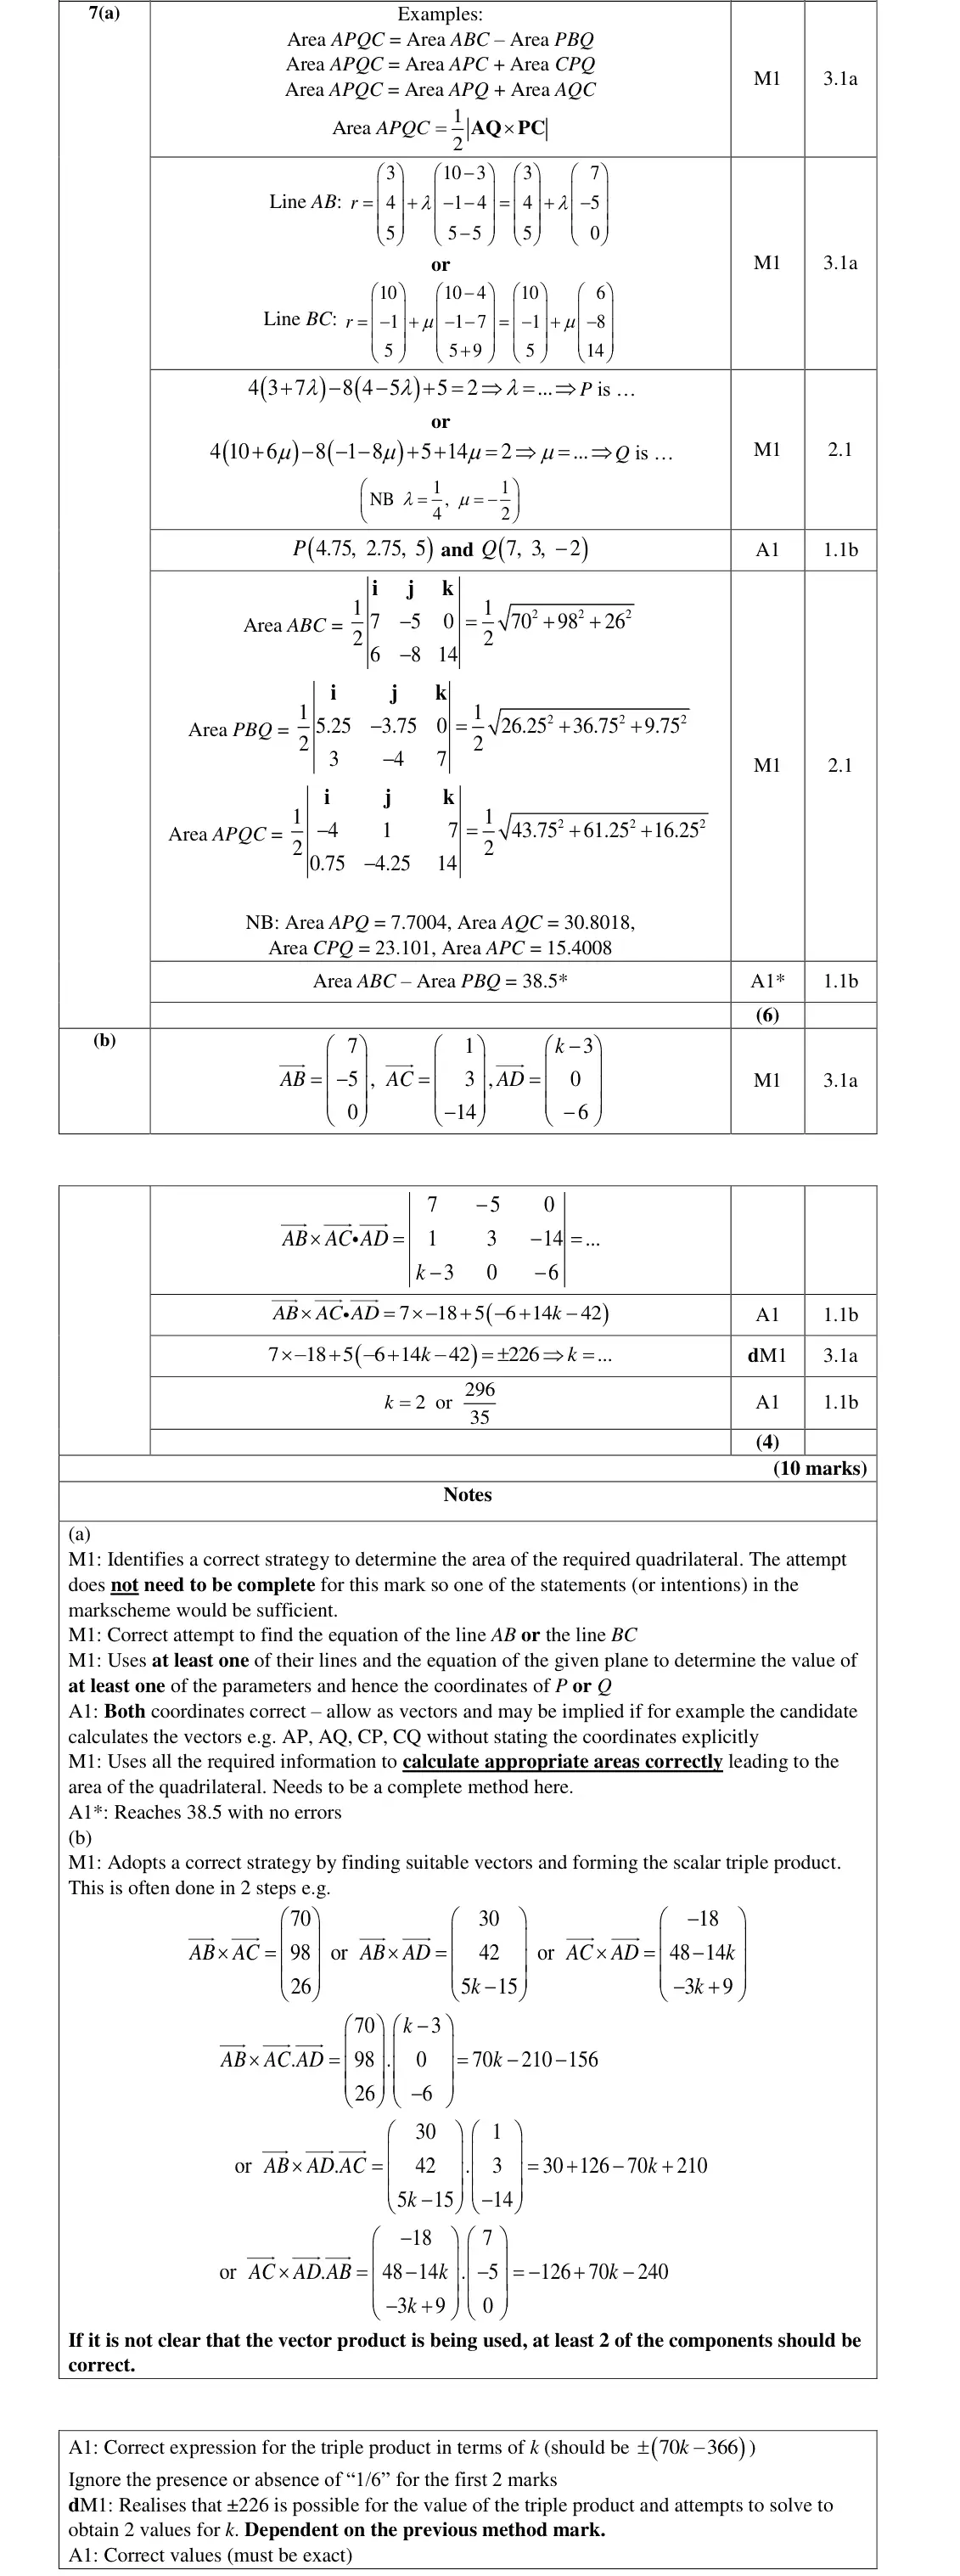 7(a) Examples:
Area APQC = Area ABC – Area PBQ
Area APQC = Area APC + Area CPQ
Area APQC = Area APQ + Area AQC
Area APQC = 1/2 |AQ × PC| M1 3.1a
Line AB: r = (3, 4, 5) + λ(10−3, −1−4, 5−5) = (3, 4, 5) + λ(7, −5, 0)
or
Line BC: r = (10, −1, 5) + μ(10−4, −1−7, 5+9) = (10, −1, 5) + μ(6, −8, 14) M1 3.1a
4(3+7λ)−8(4−5λ)+5=2⇒λ=...⇒P is …
or
4(10+6μ)−8(−1−8μ)+5+14μ=2⇒μ=...⇒Q is … M1 2.1
(NB λ = 1/4, μ = −1/2)
P(4.75, 2.75, 5) and Q(7, 3, −2) A1 1.1b
Area ABC = 1/2 |i j k; 7 −5 0; 6 −8 14| = 1/2 √(70²+98²+26²)
Area PBQ = 1/2 |i j k; 5.25 −3.75 0; 3 −4 7| = 1/2 √(26.25²+36.75²+9.75²)
M1 2.1
Area APQC = 1/2 |i j k; −4 1 7; 0.75 −4.25 14| = 1/2 √(43.75²+61.25²+16.25²)
NB: Area APQ = 7.7004, Area AQC = 30.8018,
Area CPQ = 23.101, Area APC = 15.4008
Area ABC – Area PBQ = 38.5* A1* 1.1b
(6)
(b) AB = (7, −5, 0), AC = (1, 3, −14), AD = (k−3, 0, −6) M1 3.1a
AB × AC•AD = |7 −5 0; 1 3 −14; k−3 0 −6| = ...
AB × AC•AD = 7×−18+5(−6+14k−42) A1 1.1b
7×−18+5(−6+14k−42)=±226⇒k=... dM1 3.1a
k = 2 or 296/35 A1 1.1b
(4)
(10 marks)
Notes
(a)
M1: Identifies a correct strategy to determine the area of the required quadrilateral. The attempt
does not need to be complete for this mark so one of the statements (or intentions) in the
markscheme would be sufficient.
M1: Correct attempt to find the equation of the line AB or the line BC
M1: Uses at least one of their lines and the equation of the given plane to determine the value of
at least one of the parameters and hence the coordinates of P or Q
A1: Both coordinates correct – allow as vectors and may be implied if for example the candidate
calculates the vectors e.g. AP, AQ, CP, CQ without stating the coordinates explicitly
M1: Uses all the required information to calculate appropriate areas correctly leading to the
area of the quadrilateral. Needs to be a complete method here.
A1*: Reaches 38.5 with no errors
(b)
M1: Adopts a correct strategy by finding suitable vectors and forming the scalar triple product.
This is often done in 2 steps e.g.
AB × AC = (70, 98, 26) or AB × AD = (30, 42, 5k−15) or AC × AD = (−18, 48−14k, −3k+9)
AB × AC.AD = (70, 98, 26).(k−3, 0, −6) = 70k−210−156
or AB × AD.AC = (30, 42, 5k−15).(1, 3, −14) = 30+126−70k+210
or AC × AD.AB = (−18, 48−14k, −3k+9).(7, −5, 0) = −126+70k−240
If it is not clear that the vector product is being used, at least 2 of the components should be
correct.
A1: Correct expression for the triple product in terms of k (should be ±(70k−366))
Ignore the presence or absence of “1/6” for the first 2 marks
dM1: Realises that ±226 is possible for the value of the triple product and attempts to solve to
obtain 2 values for k. Dependent on the previous method mark.
A1: Correct values (must be exact)